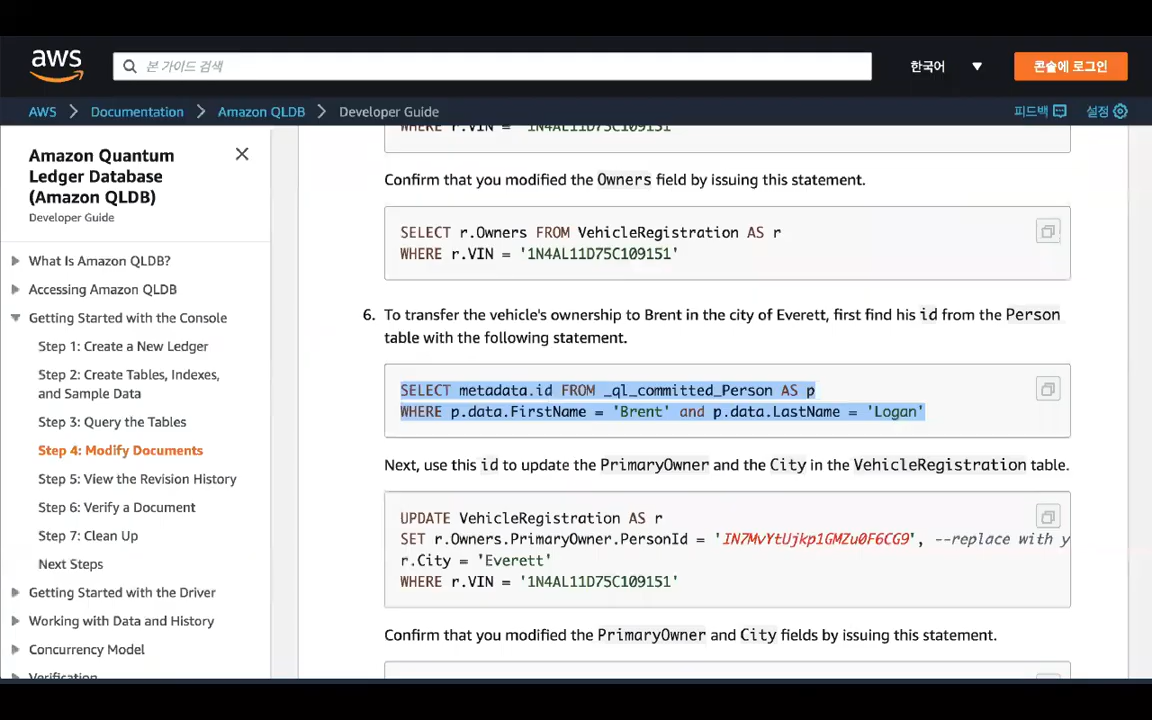 aws
본 가이드 검색
한국어
콘솔에 로그인
AWS > Documentation > Amazon QLDB > Developer Guide
피드백
설정
Amazon Quantum
Ledger Database
(Amazon QLDB)
Developer Guide
What Is Amazon QLDB?
Accessing Amazon QLDB
Getting Started with the Console
Step 1: Create a New Ledger
Step 2: Create Tables, Indexes,
and Sample Data
Step 3: Query the Tables
Step 4: Modify Documents
Step 5: View the Revision History
Step 6: Verify a Document
Step 7: Clean Up
Next Steps
Getting Started with the Driver
Working with Data and History
Concurrency Model
Verification
WHERE r.VIN = '1N4AL11D75C109151'
Confirm that you modified the Owners field by issuing this statement.
SELECT r.Owners FROM VehicleRegistration AS r
WHERE r.VIN = '1N4AL11D75C109151'
6. To transfer the vehicle's ownership to Brent in the city of Everett, first find his id from the Person
table with the following statement.
SELECT metadata.id FROM _ql_committed_Person AS p
WHERE p.data.FirstName = 'Brent' and p.data.LastName = 'Logan'
Next, use this id to update the PrimaryOwner and the City in the VehicleRegistration table.
UPDATE VehicleRegistration AS r
SET r.Owners.PrimaryOwner.PersonId = 'IN7MvYtUjkp1GMZu0F6CG9', --replace with y
r.City = 'Everett'
WHERE r.VIN = '1N4AL11D75C109151'
Confirm that you modified the PrimaryOwner and City fields by issuing this statement.